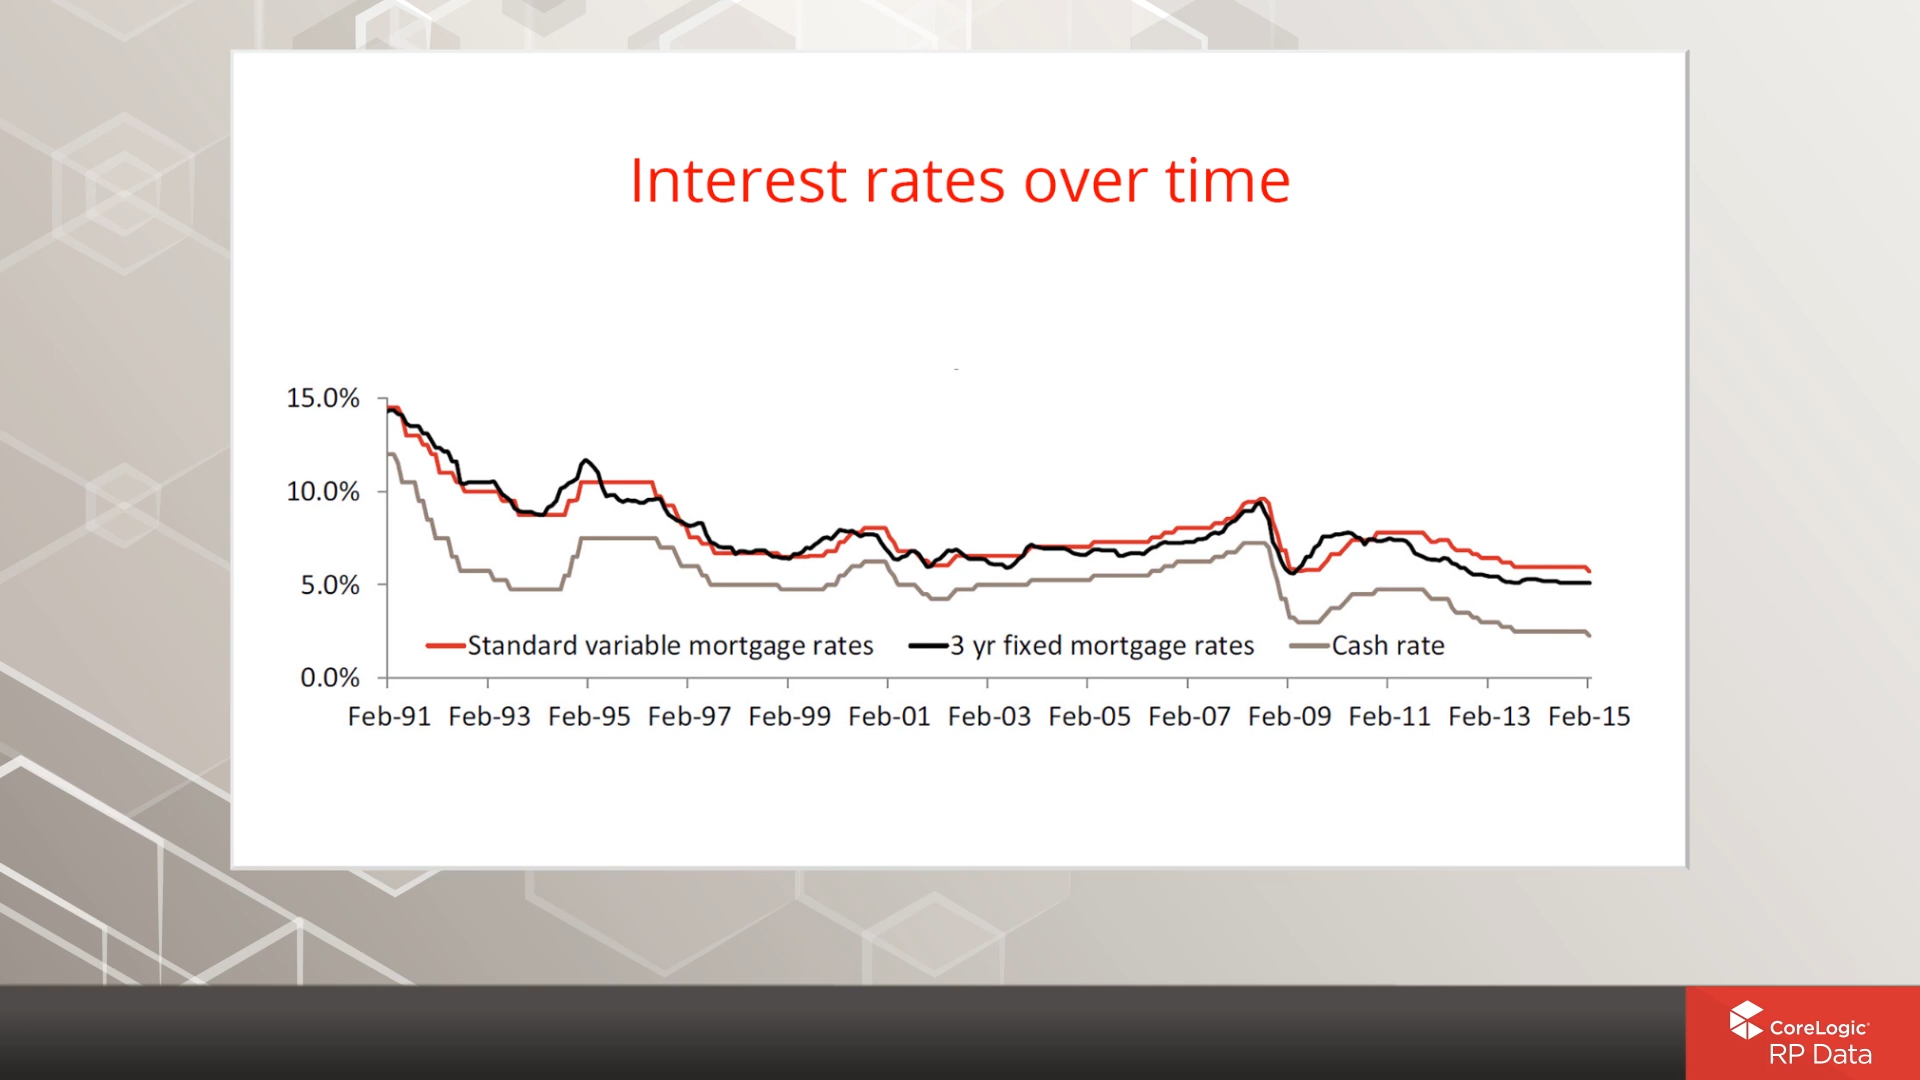 Interest rates over time
15.0%
10.0%
5.0%
0.0%
Standard variable mortgage rates 3 yr fixed mortgage rates Cash rate
Feb-91 Feb-93 Feb-95 Feb-97 Feb-99 Feb-01 Feb-03 Feb-05 Feb-07 Feb-09 Feb-11 Feb-13 Feb-15
CoreLogic
RP Data